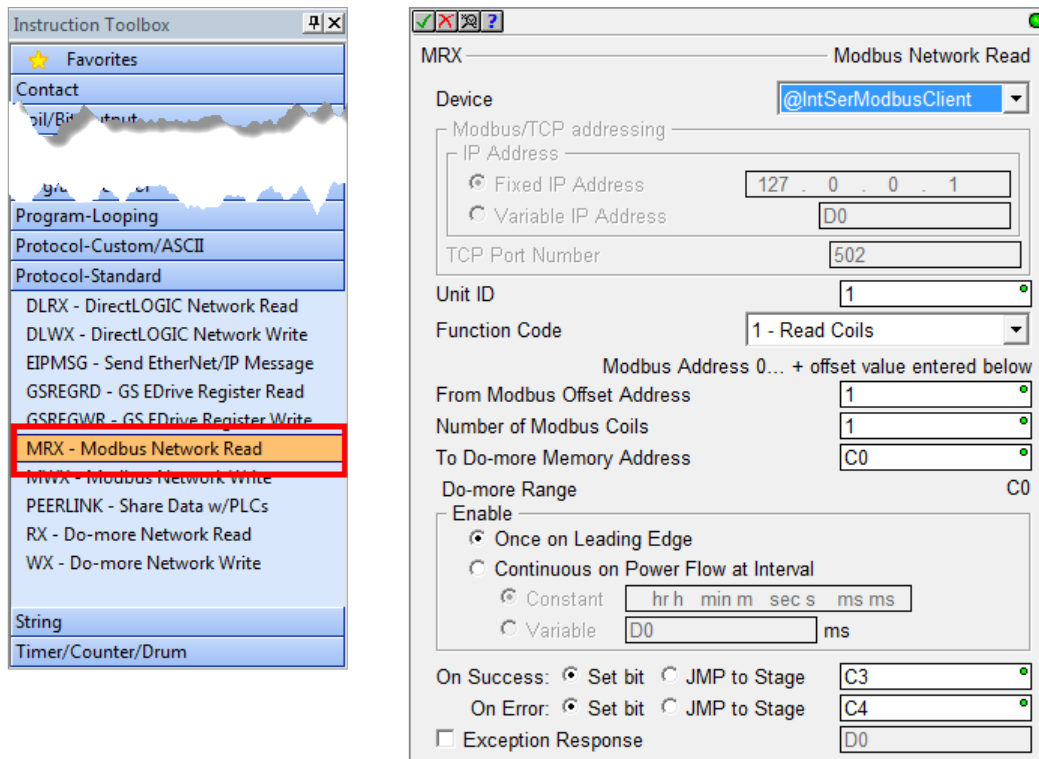 Instruction Toolbox
Favorites
Contact
Program-Looping
Protocol-Custom/ASCII
Protocol-Standard
DLRX - DirectLOGIC Network Read
DLWX - DirectLOGIC Network Write
EIPMSG - Send EtherNet/IP Message
GSREGRD - GS EDrive Register Read
GSREGWR - GS EDrive Register Write
MRX - Modbus Network Read
MWX - Modbus Network Write
PEERLINK - Share Data w/PLCs
RX - Do-more Network Read
WX - Do-more Network Write
String
Timer/Counter/Drum
?
MRX Modbus Network Read
Device @IntSerModbusClient
Modbus/TCP addressing
IP Address
Fixed IP Address 127 . 0 . 0 . 1
Variable IP Address D0
TCP Port Number 502
Unit ID 1
Function Code 1 - Read Coils
Modbus Address 0... + offset value entered below
From Modbus Offset Address 1
Number of Modbus Coils 1
To Do-more Memory Address C0
Do-more Range C0
Enable
Once on Leading Edge
Continuous on Power Flow at Interval
Constant hr h min m sec s ms ms
Variable D0 ms
On Success: Set bit JMP to Stage C3
On Error: Set bit JMP to Stage C4
Exception Response D0